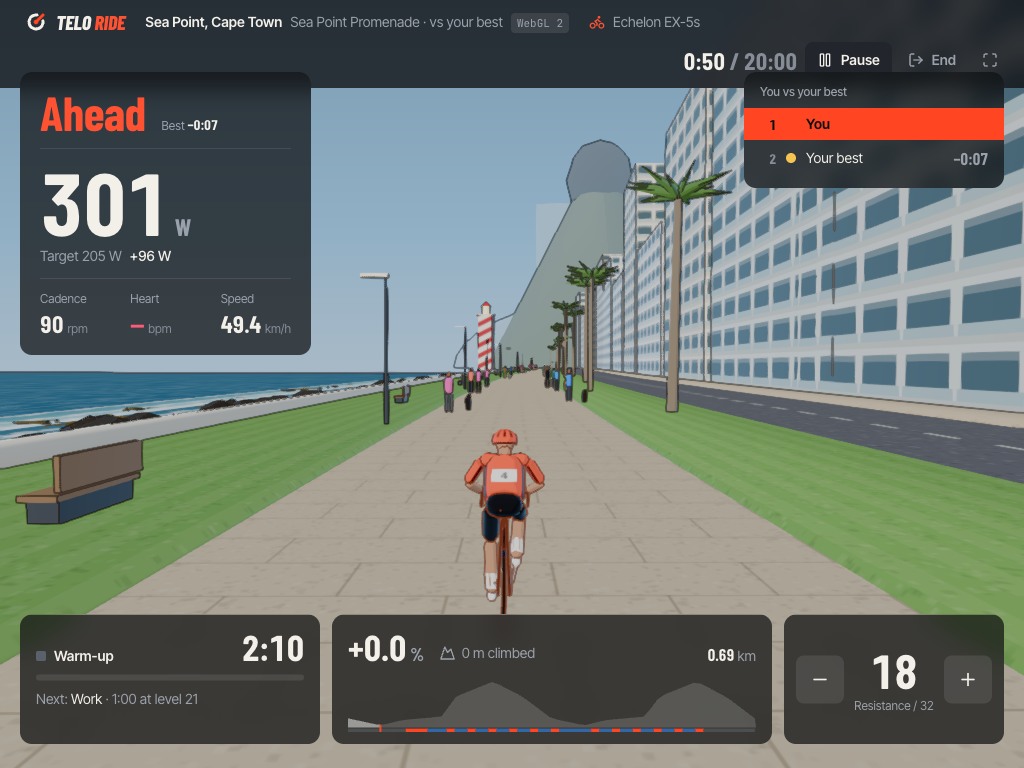 TELO RIDE Sea Point, Cape Town Sea Point Promenade · vs your best WebGL 2 Echelon EX-5s
0:50 / 20:00 Pause End
Ahead Best −0:07
301 W
Target 205 W +96 W
Cadence Heart Speed
90 rpm — bpm 49.4 km/h
You vs your best
1 You
2 Your best −0:07
4
Warm-up 2:10
Next: Work · 1:00 at level 21
+0.0 % 0 m climbed 0.69 km
− 18 +
Resistance / 32